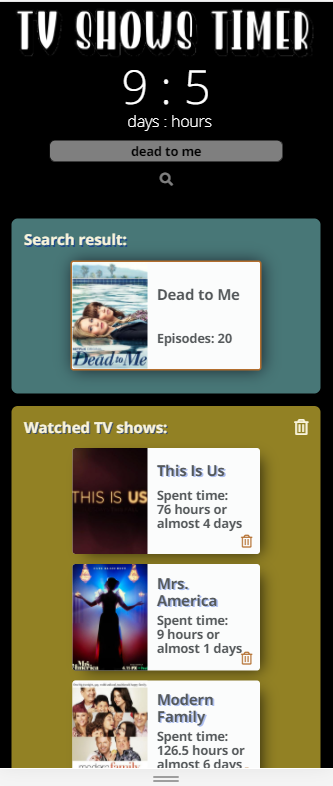 TV SHOWS TIMER
9 : 5
days : hours
dead to me
Search result:
Dead to Me
Episodes: 20
Dead to Me
Watched TV shows:
This Is Us
THIS IS US
Spent time:
76 hours or
almost 4 days
Mrs.
America
Spent time:
9 hours or
almost 1 days
Mrs.
Modern
Family
Spent time:
126.5 hours or
almost 6 days
modern family